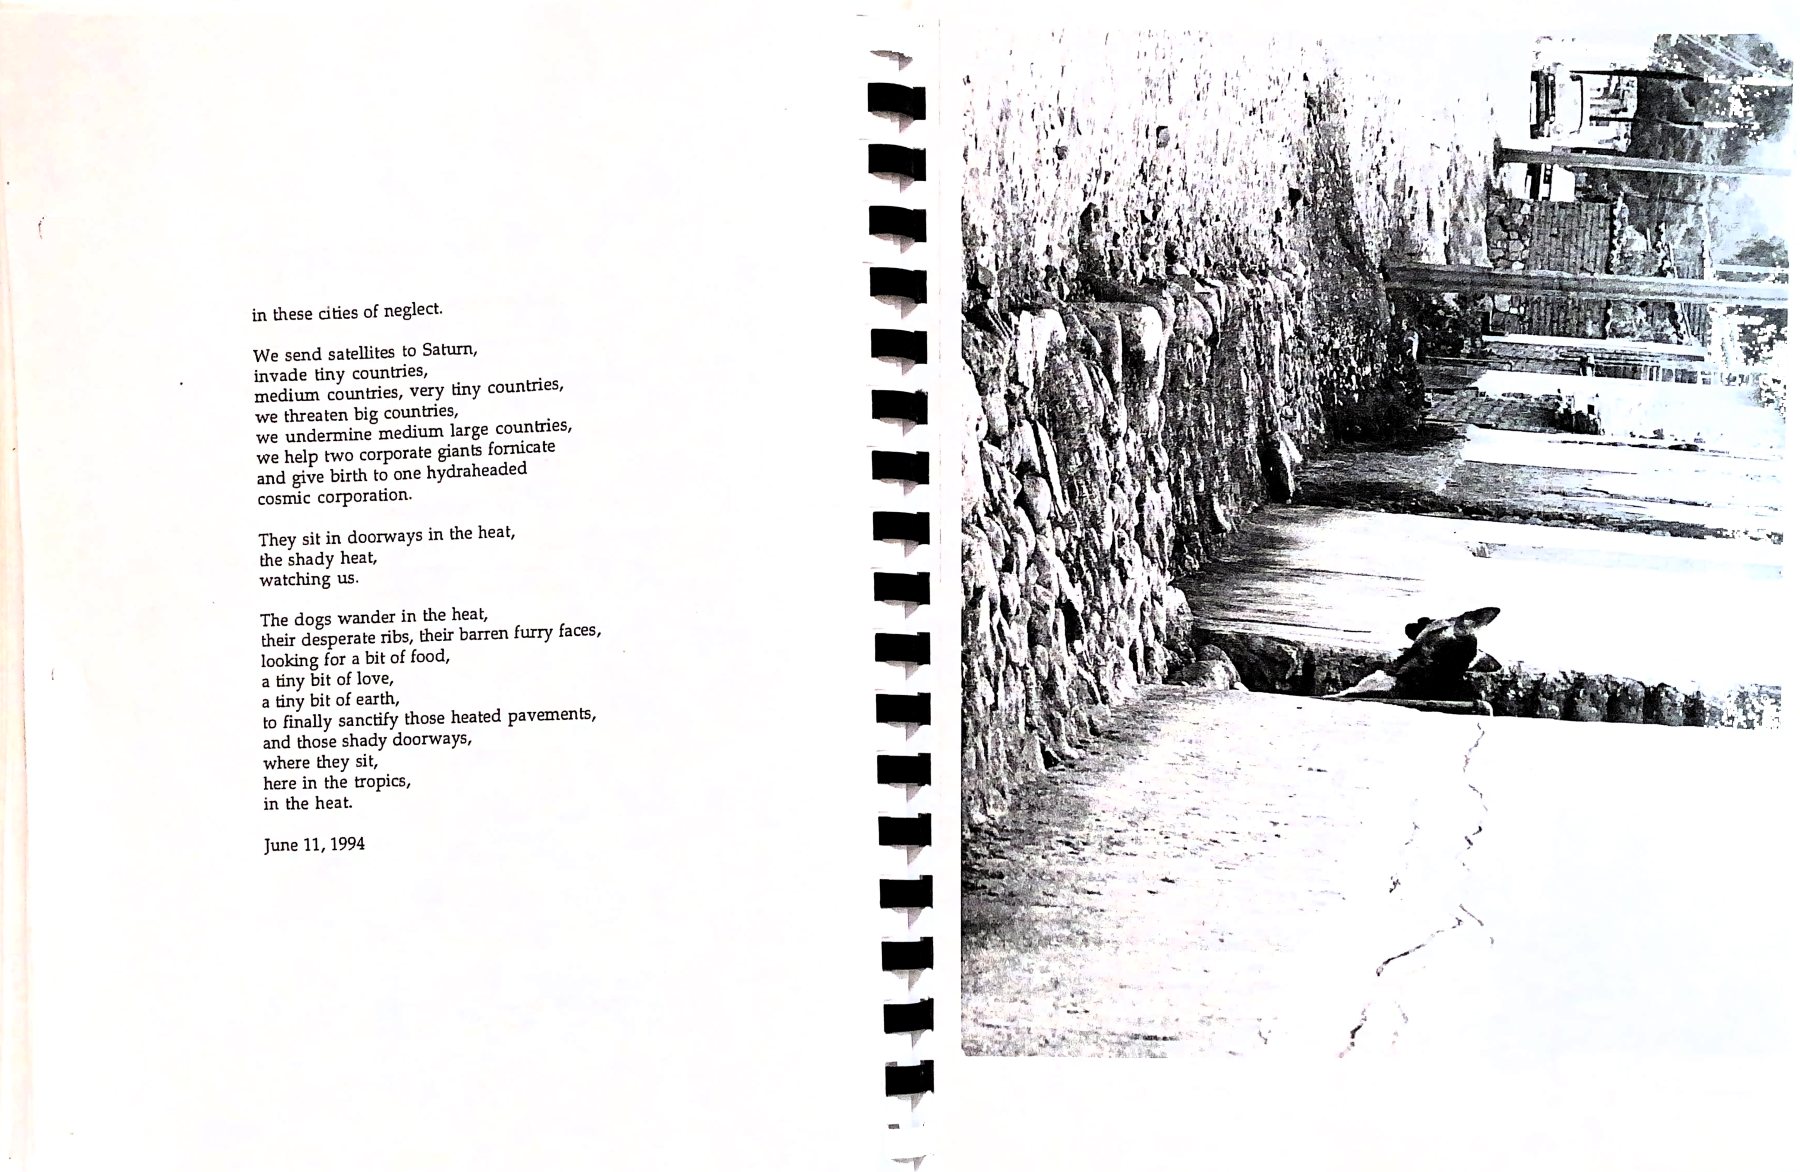 in these cities of neglect.
We send satellites to Saturn,
invade tiny countries,
medium countries, very tiny countries,
we threaten big countries,
we undermine medium large countries,
we help two corporate giants fornicate
and give birth to one hydraheaded
cosmic corporation.
They sit in doorways in the heat,
the shady heat,
watching us.
The dogs wander in the heat,
their desperate ribs, their barren furry faces,
looking for a bit of food,
a tiny bit of love,
a tiny bit of earth,
to finally sanctify those heated pavements,
and those shady doorways,
where they sit,
here in the tropics,
in the heat.
June 11, 1994